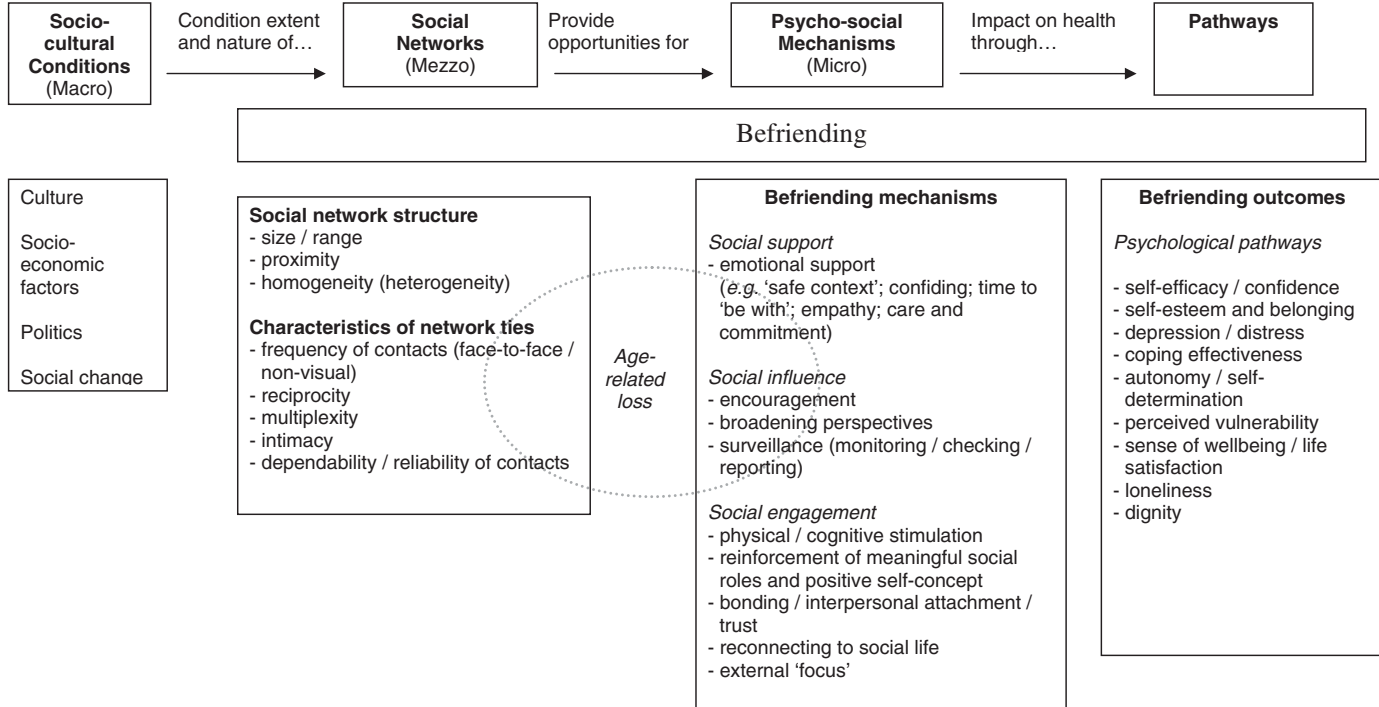 Socio-
cultural
Conditions
(Macro)
Condition extent
and nature of…
Social
Networks
(Mezzo)
Provide
opportunities for
Psycho-social
Mechanisms
(Micro)
Impact on health
through…
Pathways
Befriending
Culture
Socio-
economic
factors
Politics
Social change
Social network structure
- size / range
- proximity
- homogeneity (heterogeneity)
Characteristics of network ties
- frequency of contacts (face-to-face /
non-visual)
- reciprocity
- multiplexity
- intimacy
- dependability / reliability of contacts
Age-
related
loss
Befriending mechanisms
Social support
- emotional support
(e.g. ‘safe context’; confiding; time to
‘be with’; empathy; care and
commitment)
Social influence
- encouragement
- broadening perspectives
- surveillance (monitoring / checking /
reporting)
Social engagement
- physical / cognitive stimulation
- reinforcement of meaningful social
roles and positive self-concept
- bonding / interpersonal attachment /
trust
- reconnecting to social life
- external ‘focus’
Befriending outcomes
Psychological pathways
- self-efficacy / confidence
- self-esteem and belonging
- depression / distress
- coping effectiveness
- autonomy / self-
determination
- perceived vulnerability
- sense of wellbeing / life
satisfaction
- loneliness
- dignity